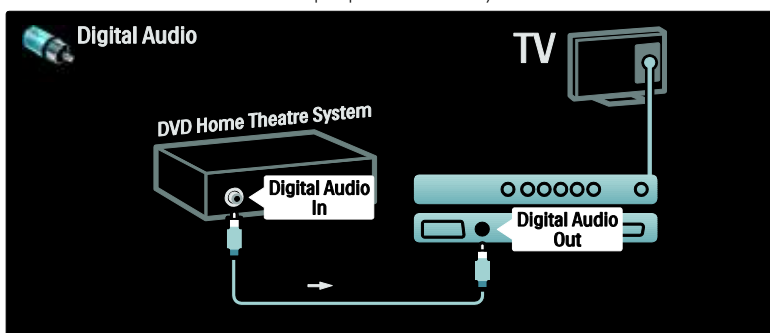 Digital Audio
TV
DVD Home Theatre System
Digital Audio
In
Digital Audio
Out